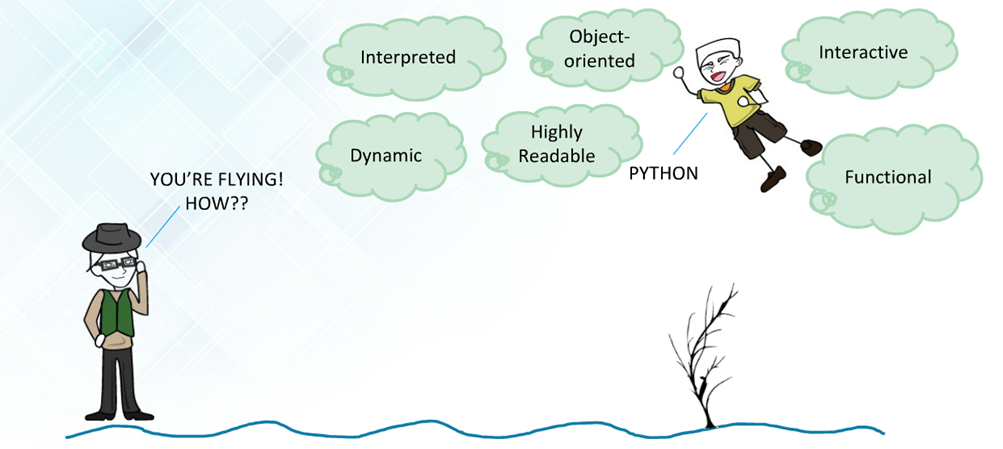 Interpreted
Object-
oriented
Interactive
Dynamic
Highly
Readable
Functional
PYTHON
YOU'RE FLYING!
HOW??